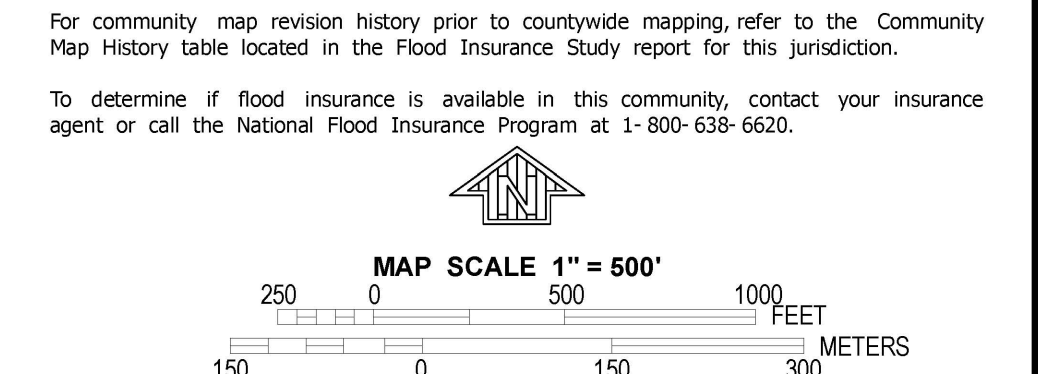 For community map revision history prior to countywide mapping, refer to the Community
Map History table located in the Flood Insurance Study report for this jurisdiction.
To determine if flood insurance is available in this community, contact your insurance
agent or call the National Flood Insurance Program at 1- 800- 638- 6620.
N
MAP SCALE 1" = 500'
250 0 500 1000
FEET
METERS
150 0 150 300